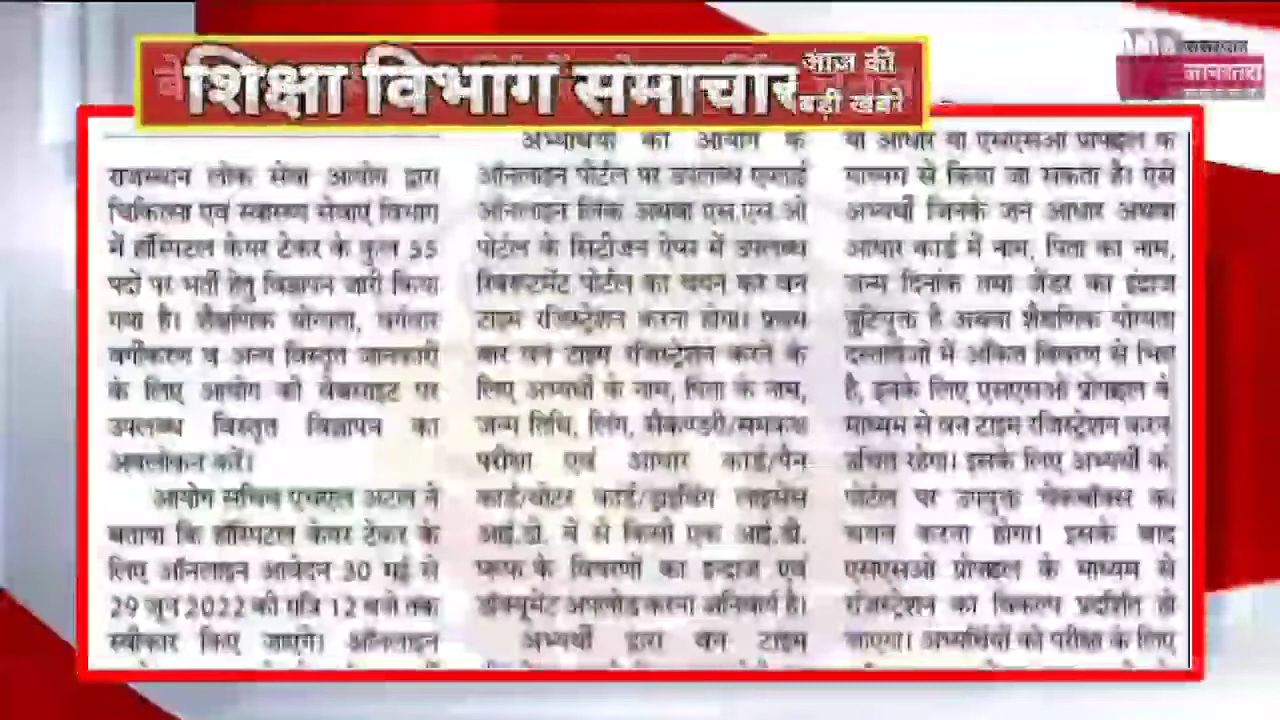 शिक्षा विभाग समाचार
आज की
बड़ी खबरे
राजस्थान लोक सेवा आयोग द्वारा
चिकित्सा एवं स्वास्थ्य सेवाएं विभाग
में हॉस्पिटल केयर टेकर के कुल 55
पदों पर भर्ती हेतु विज्ञापन जारी किया
गया है। शैक्षणिक योग्यता, वर्गवार
वर्गीकरण व अन्य विस्तृत जानकारी
के लिए आयोग की वेबसाइट पर
उपलब्ध विस्तृत विज्ञापन का
अवलोकन करें।
आयोग सचिव एचएल अटल ने
बताया कि हॉस्पिटल केयर टेकर के
लिए ऑनलाइन आवेदन 30 मई से
29 जून 2022 की रात्रि 12 बजे तक
स्वीकार किए जाएंगे। ऑनलाइन
अभ्यर्थियों को आयोग के
ऑनलाइन पोर्टल पर उपलब्ध एप्लाई
ऑनलाइन लिंक अथवा एस.एस.ओ
पोर्टल के सिटीजन ऐप्स में उपलब्ध
रिक्रूटमेंट पोर्टल का चयन कर वन
टाइम रजिस्ट्रेशन करना होगा। प्रथम
बार वन टाइम रजिस्ट्रेशन करने के
लिए अभ्यर्थी के नाम, पिता के नाम,
जन्म तिथि, लिंग, सैकण्डरी/समकक्ष
परीक्षा एवं आधार कार्ड/पेन
कार्ड/वोटर कार्ड/ड्राइविंग लाइसेंस
आई.डी. में से किसी एक आई.डी.
प्रूफ के विवरणों का इन्द्राज एवं
डॉक्यूमेंट अपलोड करना अनिवार्य है।
अभ्यर्थी द्वारा वन टाइम
या आधार या एसएसओ प्रोफाइल के
माध्यम से किया जा सकता है। ऐसे
अभ्यर्थी जिनके जन आधार अथवा
आधार कार्ड में नाम, पिता का नाम,
जन्म दिनांक तथा जेंडर का इंद्राज
त्रुटियुक्त है अथवा शैक्षणिक योग्यता
दस्तावेजों में अंकित विवरण से भिन्न
है, इनके लिए एसएसओ प्रोफाइल के
माध्यम से वन टाइम रजिस्ट्रेशन करना
उचित रहेगा। इसके लिए अभ्यर्थी को
पोर्टल पर उपयुक्त चेकबॉक्स का
चयन करना होगा। इसके बाद
एसएसओ प्रोफाइल के माध्यम से
रजिस्ट्रेशन का विकल्प प्रदर्शित हो
जाएगा। अभ्यर्थियों को परीक्षा के लिए